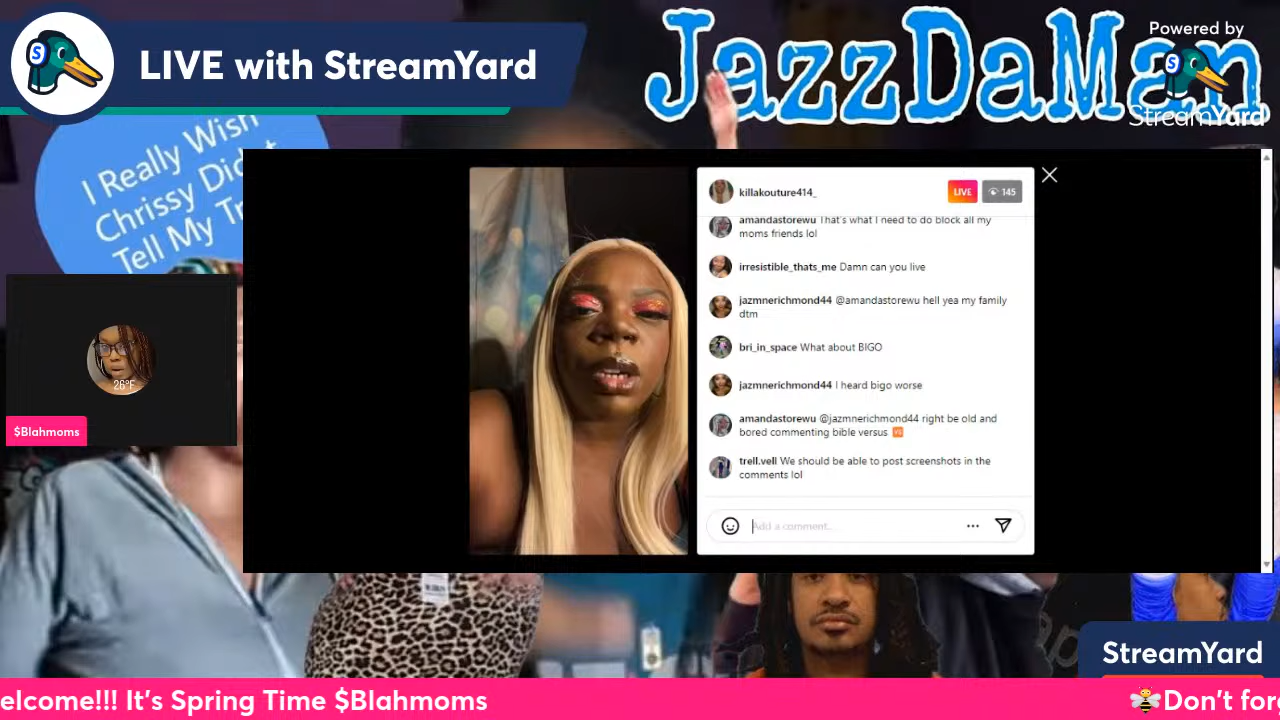 LIVE with StreamYard
JazzDaMan
Powered by
StreamYard
I Really Wish
Chrissy
Tell My
killakouture414_
LIVE
145
amandastorewu That's what I need to do block all my
moms friends lol
irresistible_thats_me Damn can you live
jazmnerichmond44 @amandastorewu hell yea my family
dtm
bri_in_space What about BIGO
jazmnerichmond44 I heard bigo worse
amandastorewu @jazmnerichmond44 right be old and
bored commenting bible versus 🆚
trell.vell We should be able to post screenshots in the
comments lol
Add a comment...
26°F
$Blahmoms
StreamYard
elcome!!! It's Spring Time $Blahmoms
🐝Don't forg